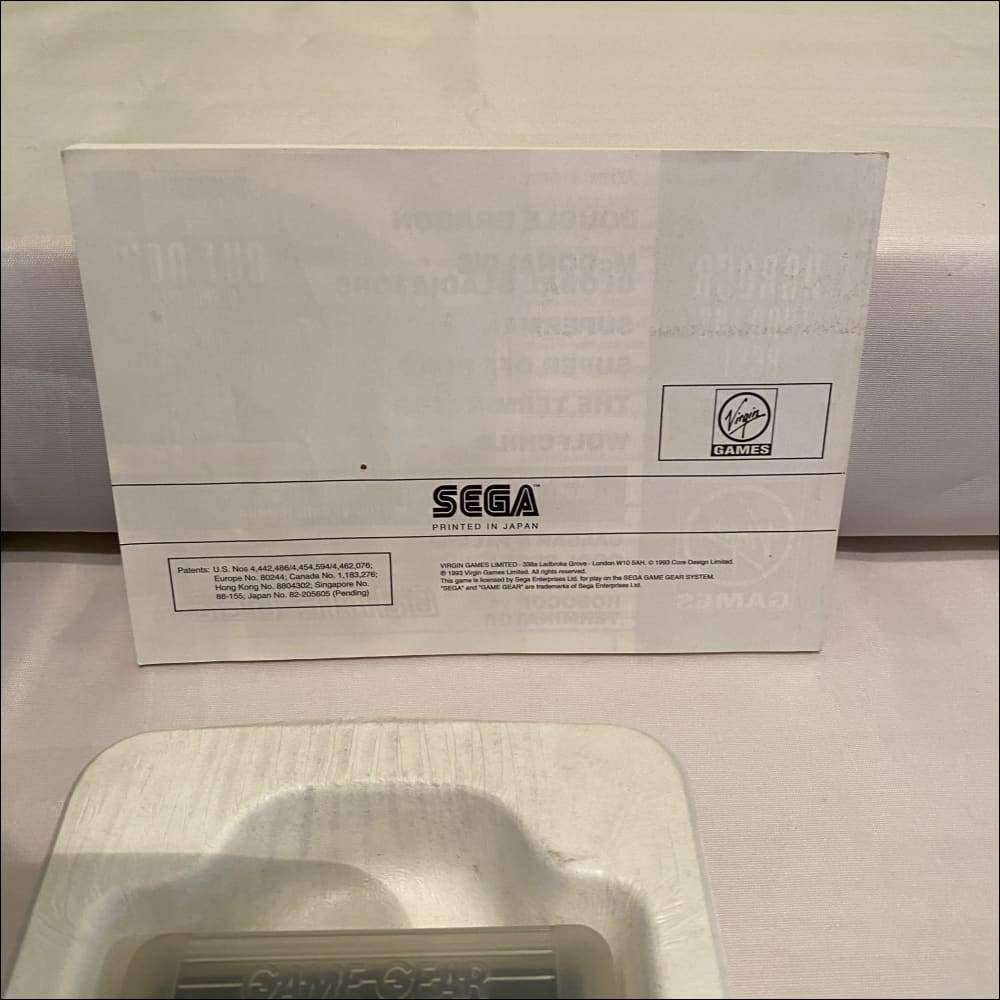 Virgin
GAMES
SEGA™
PRINTED IN JAPAN
Patents: U.S. Nos 4,442,486/4,454,594/4,462,076;
Europe No. 80244; Canada No. 1,183,276;
Hong Kong No. 8804302; Singapore No.
88-155; Japan No. 82-205605 (Pending)
VIRGIN GAMES LIMITED - 338a Ladbroke Grove - London W10 5AH. © 1993 Core Design Limited.
© 1993 Virgin Games Limited. All rights reserved.
This game is licensed by Sega Enterprises Ltd. for play on the SEGA GAME GEAR SYSTEM.
"SEGA" and "GAME GEAR" are trademarks of Sega Enterprises Ltd.
DOUBLE DRAGON
McDONALD'S
GLOBAL GLADIATORS
SUPERMAN
SUPER OFF ROAD
THE TERMINATOR
WOLFCHILD
ROBOCOP
TERMINATOR
GAMES
GAME GEAR